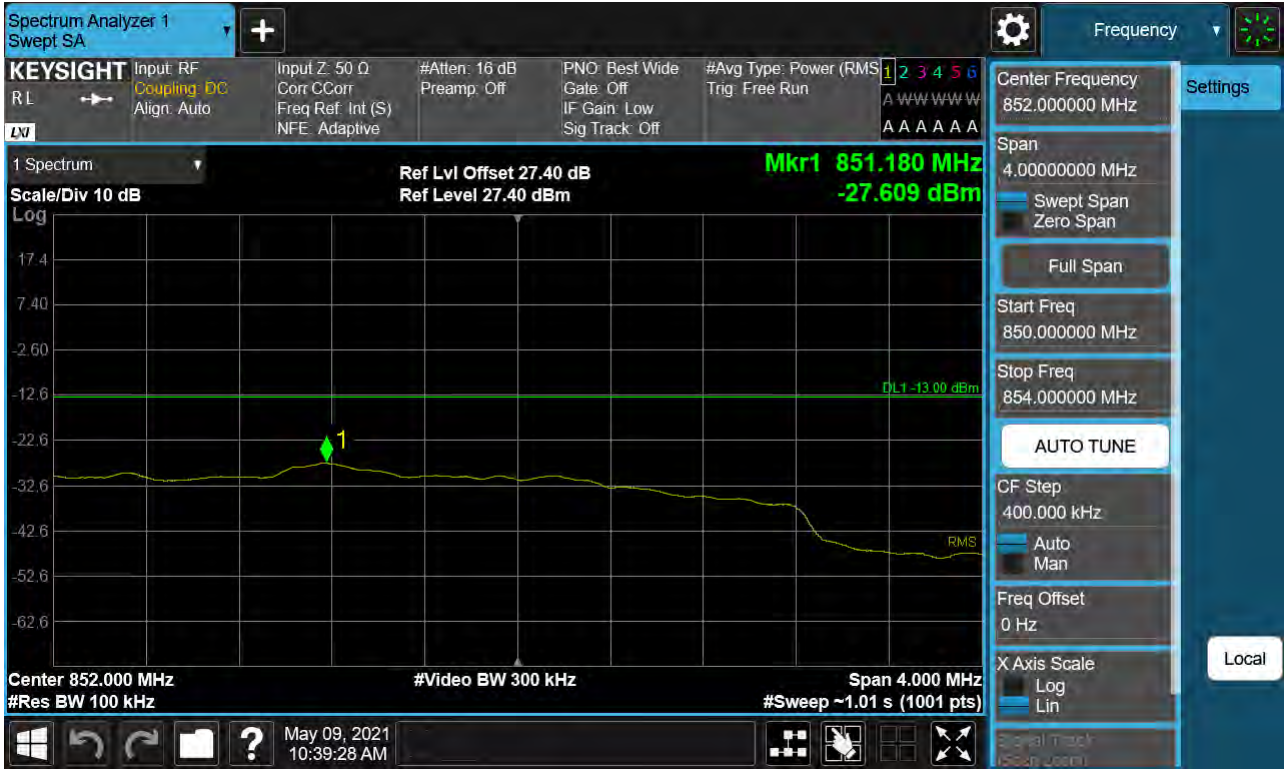 Spectrum Analyzer 1
Swept SA
Frequency
KEYSIGHT
R L
LXI
Input: RF
Coupling: DC
Align: Auto
Input Z: 50 Ω
Corr CCorr
Freq Ref: Int (S)
NFE: Adaptive
#Atten: 16 dB
Preamp: Off
PNO: Best Wide
Gate: Off
IF Gain: Low
Sig Track: Off
#Avg Type: Power (RMS
Trig: Free Run
1 2 3 4 5 6
A W W W W W
A A A A A A
1 Spectrum
Scale/Div 10 dB
Log
Ref Lvl Offset 27.40 dB
Ref Level 27.40 dBm
Mkr1 851.180 MHz
-27.609 dBm
17.4
7.40
-2.60
-12.6
-22.6
-32.6
-42.6
-52.6
-62.6
DL1 -13.00 dBm
1
RMS
Center 852.000 MHz
#Res BW 100 kHz
#Video BW 300 kHz
Span 4.000 MHz
#Sweep ~1.01 s (1001 pts)
Center Frequency
852.000000 MHz
Span
4.00000000 MHz
Swept Span
Zero Span
Full Span
Start Freq
850.000000 MHz
Stop Freq
854.000000 MHz
AUTO TUNE
CF Step
400.000 kHz
Auto
Man
Freq Offset
0 Hz
X Axis Scale
Log
Lin
Signal Track
(Span Zoom)
Settings
Local
?
May 09, 2021
10:39:28 AM